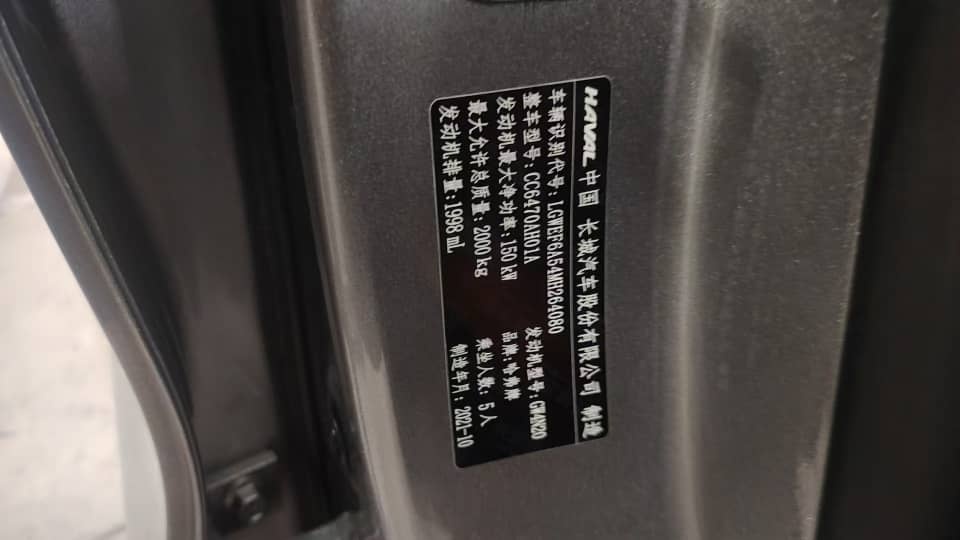 HAVAL 中国 长城汽车股份有限公司 制造
车辆识别代号:LGWEF6A54MH264080
整车型号:CC6470AH01A 发动机型号:GW4N20
发动机最大净功率:150 kW 品牌:哈弗牌
最大允许总质量:2000 kg 乘坐人数:5人
发动机排量:1998 mL 制造年月:2021-10